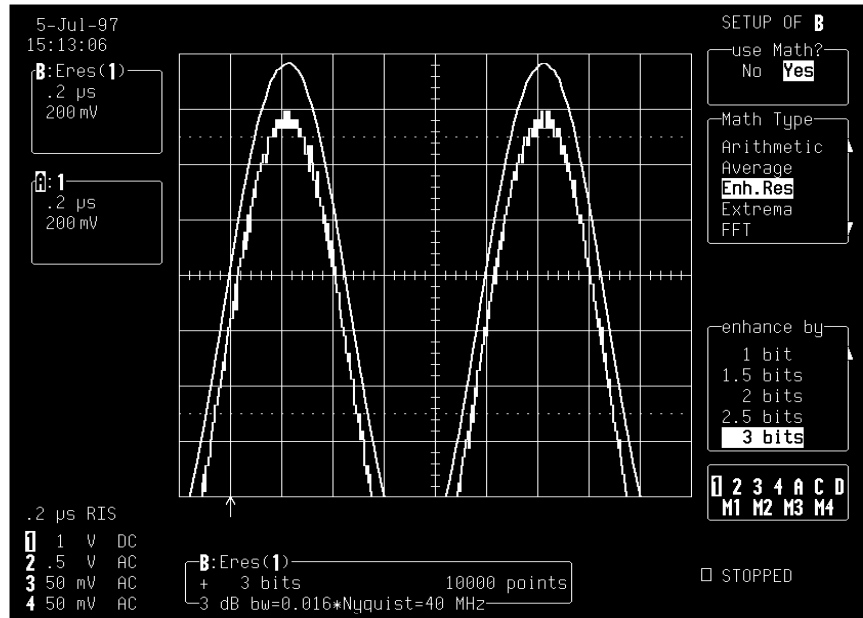 5-Jul-97
15:13:06
B:Eres(1)
.2 µs
200 mV
A:1
.2 µs
200 mV
SETUP OF B
use Math?
No Yes
Math Type
Arithmetic
Average
Enh.Res
Extrema
FFT
enhance by
1 bit
1.5 bits
2 bits
2.5 bits
3 bits
1 2 3 4 A C D
M1 M2 M3 M4
.2 µs RIS
1 1 V DC
2 .5 V AC
3 50 mV AC
4 50 mV AC
B:Eres(1)
+ 3 bits 10000 points
3 dB bw=0.016*Nyquist=40 MHz
□ STOPPED